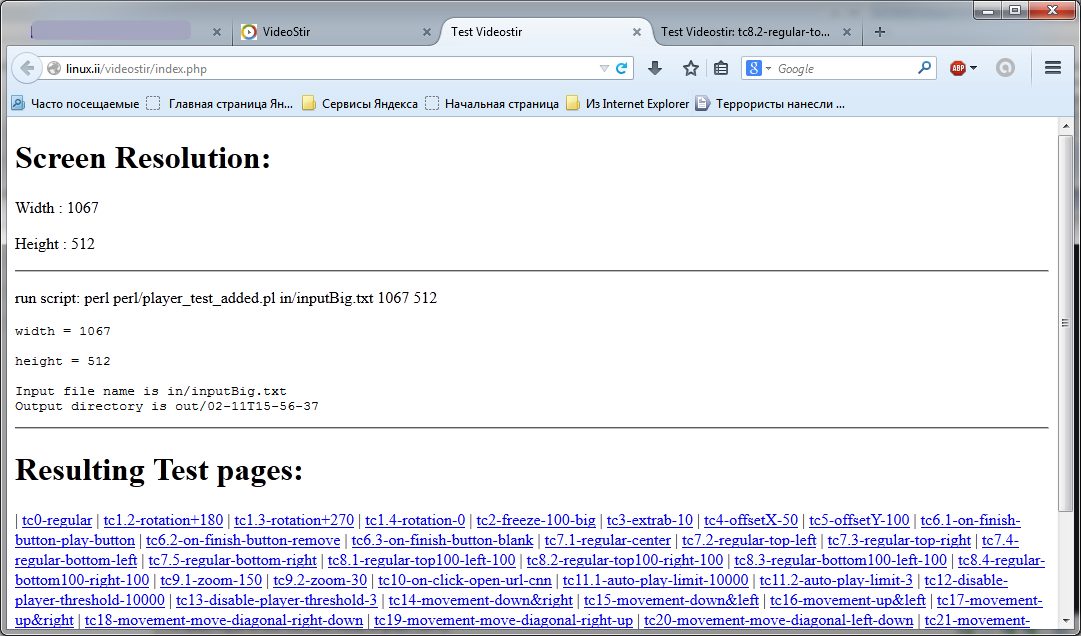 VideoStir
Test Videostir
Test Videostir: tc8.2-regular-to...
linux.ii/videostir/index.php
Google
ABP
Часто посещаемые
Главная страница Ян...
Сервисы Яндекса
Начальная страница
Из Internet Explorer
Террористы нанесли ...
Screen Resolution:
Width : 1067
Height : 512
run script: perl perl/player_test_added.pl in/inputBig.txt 1067 512
width = 1067
height = 512
Input file name is in/inputBig.txt
Output directory is out/02-11T15-56-37
Resulting Test pages:
| tc0-regular | tc1.2-rotation+180 | tc1.3-rotation+270 | tc1.4-rotation-0 | tc2-freeze-100-big | tc3-extrab-10 | tc4-offsetX-50 | tc5-offsetY-100 | tc6.1-on-finish-
button-play-button | tc6.2-on-finish-button-remove | tc6.3-on-finish-button-blank | tc7.1-regular-center | tc7.2-regular-top-left | tc7.3-regular-top-right | tc7.4-
regular-bottom-left | tc7.5-regular-bottom-right | tc8.1-regular-top100-left-100 | tc8.2-regular-top100-right-100 | tc8.3-regular-bottom100-left-100 | tc8.4-regular-
bottom100-right-100 | tc9.1-zoom-150 | tc9.2-zoom-30 | tc10-on-click-open-url-cnn | tc11.1-auto-play-limit-10000 | tc11.2-auto-play-limit-3 | tc12-disable-
player-threshold-10000 | tc13-disable-player-threshold-3 | tc14-movement-down&right | tc15-movement-down&left | tc16-movement-up&left | tc17-movement-
up&right | tc18-movement-move-diagonal-right-down | tc19-movement-move-diagonal-right-up | tc20-movement-move-diagonal-left-down | tc21-movement-